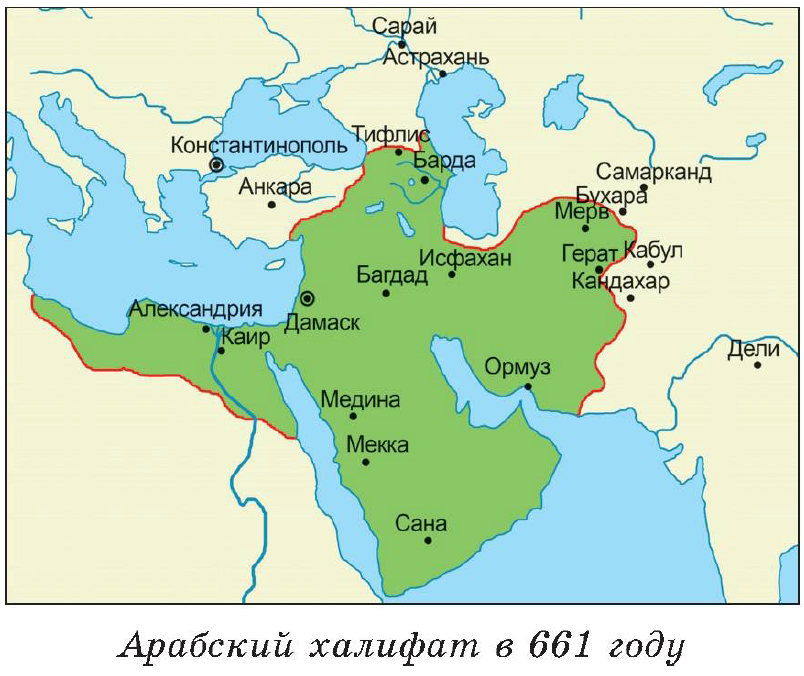 Сарай
Астрахань
Константинополь
Тифлис
Барда
Анкара
Самарканд
Бухара
Мерв
Исфахан
Герат
Кабул
Багдад
Кандахар
Александрия
Дамаск
Каир
Дели
Ормуз
Медина
Мекка
Сана
Арабский халифат в 661 году